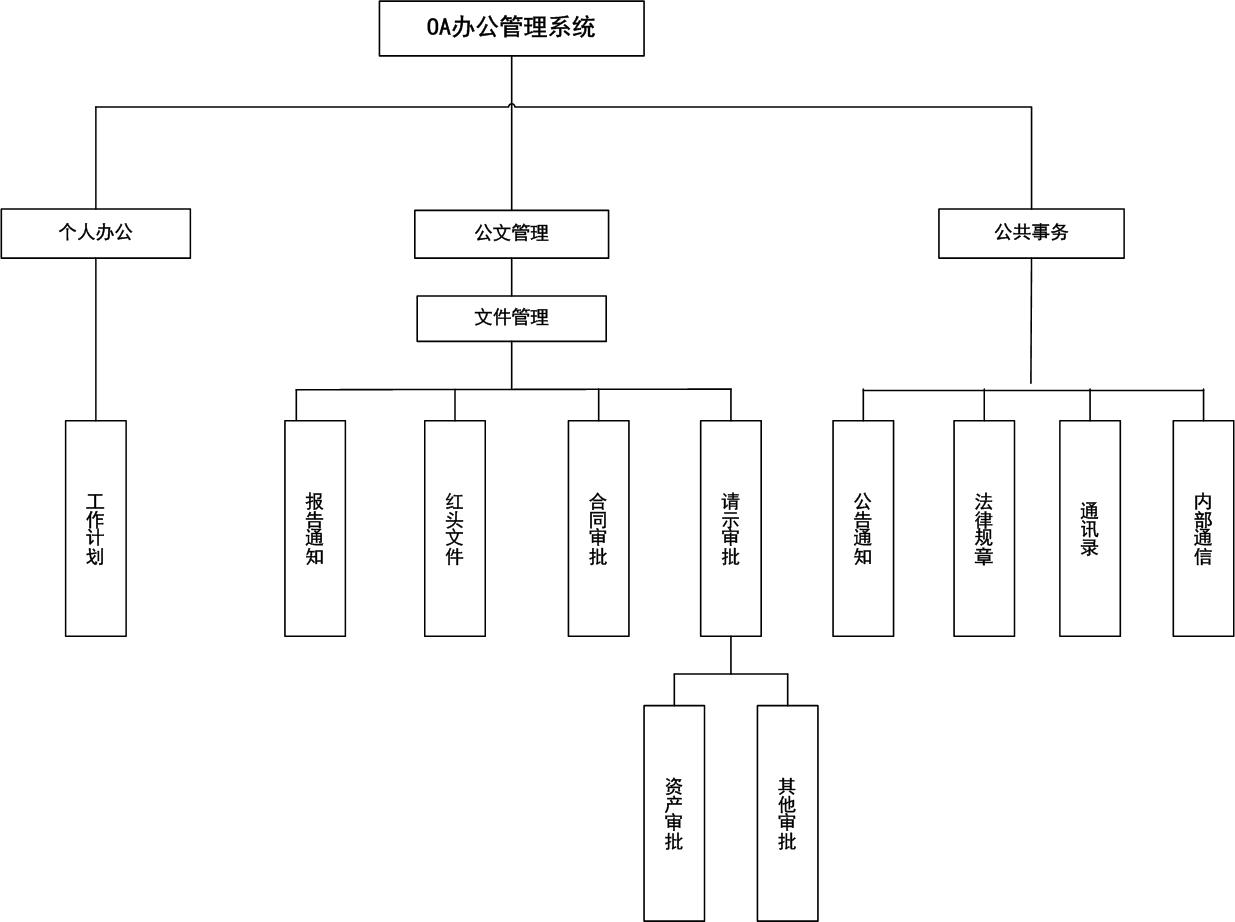 OA办公管理系统
个人办公
公文管理
公共事务
文件管理
工作计划
报告通知
红头文件
合同审批
请示审批
公告通知
法律规章
通讯录
内部通信
资产审批
其他审批